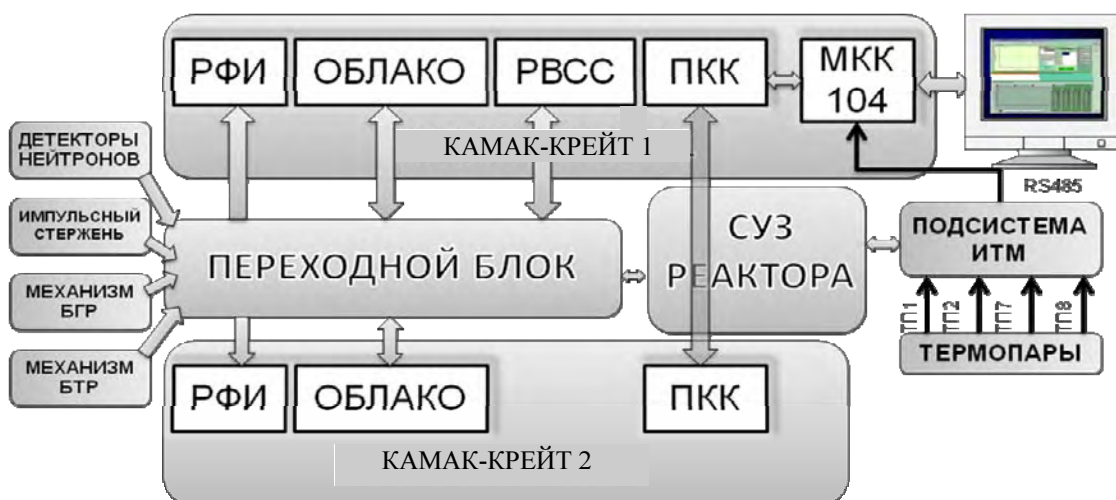 РФИ
ОБЛАКО
РВСС
ПКК
МКК
104
КАМАК-КРЕЙТ 1
ДЕТЕКТОРЫ
НЕЙТРОНОВ
ИМПУЛЬСНЫЙ
СТЕРЖЕНЬ
МЕХАНИЗМ
БГР
МЕХАНИЗМ
БТР
ПЕРЕХОДНОЙ БЛОК
СУЗ
РЕАКТОРА
RS485
ПОДСИСТЕМА
ИТМ
ТП1
ТП2
ТП7
ТП8
ТЕРМОПАРЫ
РФИ
ОБЛАКО
ПКК
КАМАК-КРЕЙТ 2